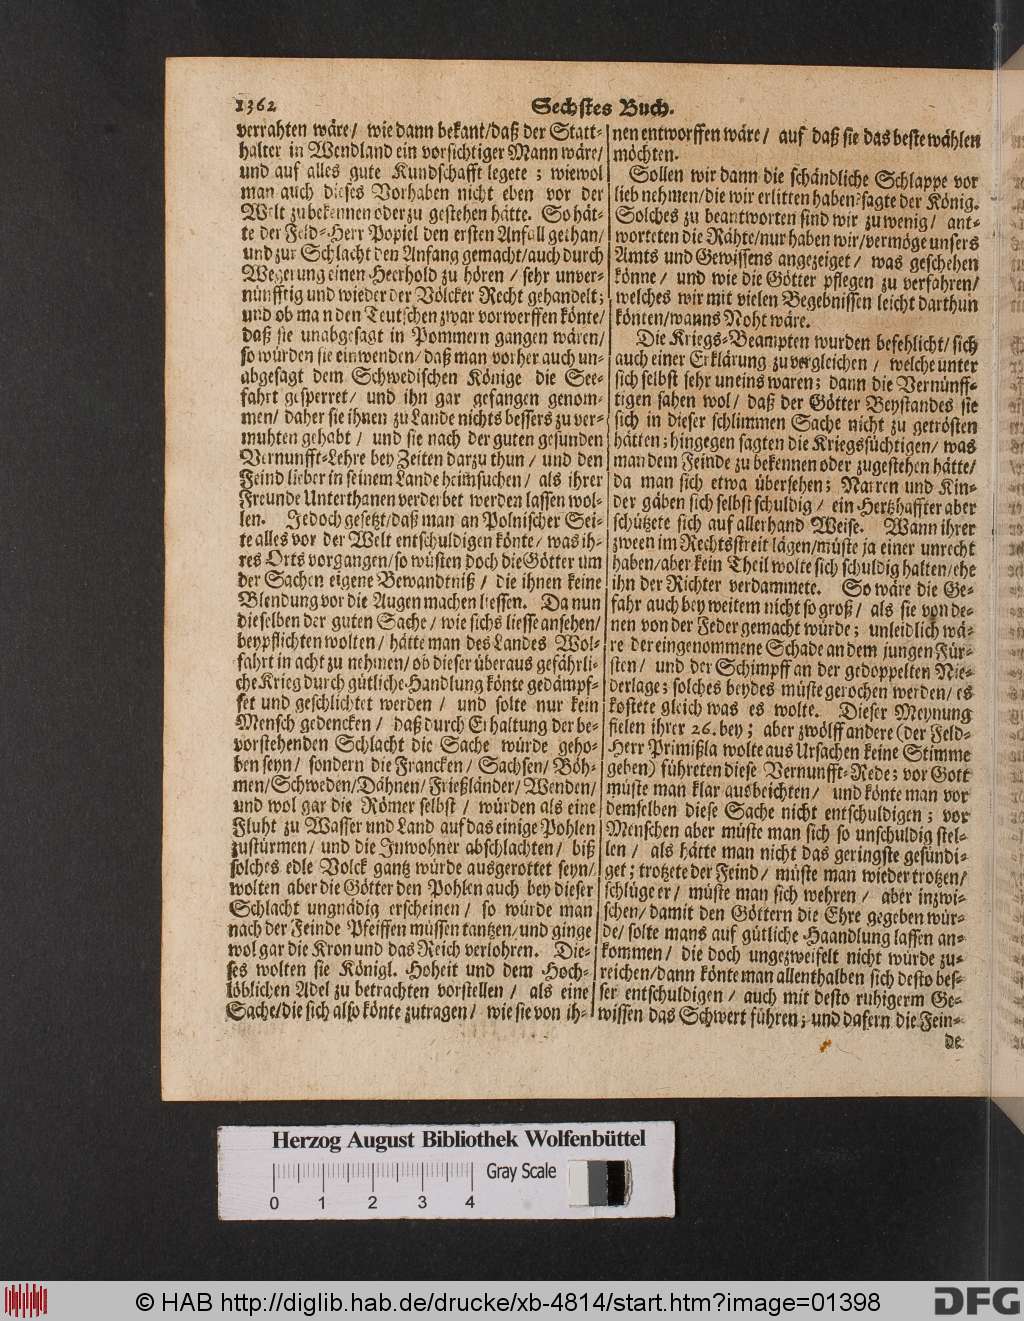 1362
Sechstes Buch.
verrahten wäre/ wie dann bekant/daß der Statt-
halter in Wendland ein vorsichtiger Mann wäre/
und auf alles gute Kundschafft legete ; wiewol
man auch dieses Vorhaben nicht eben vor der
Welt zubekennen oder zu gestehen hätte. So hät-
te der Feld-Herr Popiel den ersten Anfall gethan/
und zur Schlacht den Anfang gemacht/auch durch
Wegerung einen Heerhold zu hören / sehr unver-
nünfftig und wieder der Völcker Recht gehandelt;
und ob man den Teutschen zwar vorwerffen könte/
daß sie unabgesagt in Pommern gangen wären/
so würden sie einwenden/ daß man vorher auch un-
abgesagt dem Schwedischen Könige die See-
fahrt gesperret/ und ihn gar gefangen genom-
men/ daher sie ihnen zu Lande nichts bessers zu ver-
muhten gehabt / und sie nach der guten gesunden
Vernunfft-Lehre bey Zeiten darzu thun / und den
Feind lieber in seinem Lande heimsuchen/ als ihrer
Freunde Unterthanen verderbet werden lassen wol-
len. Jedoch gesetzt/daß man an Polnischer Sei-
te alles vor der Welt entschuldigen könte/ was ih-
res Orts vorgangen/so wüsten doch die Götter um
der Sachen eigene Bewandtniß / die ihnen keine
Blendung vor die Augen machen liessen. Da nun
dieselben der guten Sache / wie sichs liesse ansehen/
beypflichten wolten / hätte man des Landes Wol-
fahrt in acht zu nehmen/ ob dieser überaus gefährli-
che Krieg durch gütliche Handlung könte gedämpf-
fet und geschlichtet werden / und solte nur kein
Mensch gedencken / daß durch Erhaltung der be-
vorstehenden Schlacht die Sache würde geho-
ben seyn/ sondern die Francken / Sachsen/ Böh-
men/Schweden/Dähnen/ Frießländer/ Wenden/
und wol gar die Römer selbst / würden als eine
Fluht zu Wasser und Land auf das einige Pohlen
zustürmen/ und die Inwohner abschlachten / biß
solches edle Volck gantz würde ausgerottet seyn/
wolten aber die Götter den Pohlen auch bey dieser
Schlacht ungnädig erscheinen / so würde man
nach der Feinde Pfeiffen müssen tantzen/und ginge
wol gar die Kron und das Reich verlohren. Die-
ses wolten sie Königl. Hoheit und dem Hoch-
löblichen Adel zu betrachten vorstellen / als eine
Sache/die sich also könte zutragen / wie sie von ih-
nen entworffen wäre / auf daß sie das beste wählen
möchten.
Sollen wir dann die schändliche Schlappe vor
lieb nehmen/die wir erlitten haben?sagte der König.
Solches zu beantworten sind wir zu wenig / ant-
worteten die Rähte/nur haben wir/vermöge unsers
Amts und Gewissens angezeiget / was geschehen
könne / und wie die Götter pflegen zu verfahren/
welches wir mit vielen Begebnissen leicht darthun
könten/wanns Noht wäre.
Die Kriegs-Beampten wurden befehlicht/ sich
auch einer Erklärung zu vergleichen / welche unter
sich selbst sehr uneins waren; dann die Vernünff-
tigen sahen wol / daß der Götter Beystandes sie
sich in dieser schlimmen Sache nicht zu getrösten
hätten; hingegen sagten die Kriegssüchtigen/ was
man dem Feinde zu bekennen oder zugestehen hätte/
da man sich etwa übersehen; Narren und Kin-
der gäben sich selbst schuldig / ein Hertzhaffter aber
schützete sich auf allerhand Weise. Wann ihrer
zween im Rechtsstreit lägen/müste ja einer unrecht
haben/aber kein Theil wolte sich schuldig halten/ehe
ihn der Richter verdammete. So wäre die Ge-
fahr auch bey weitem nicht so groß / als sie von de-
nen von der Feder gemacht würde; unleidlich wä-
re der eingenommene Schade an dem jungen Für-
sten / und der Schimpff an der gedoppelten Nie-
derlage; solches beydes müste gerochen werden/ es
kostete gleich was es wolte. Dieser Meynung
fielen ihrer 26. bey; aber zwölff andere (der Feld-
Herr Primißla wolte aus Ursachen keine Stimme
geben) führeten diese Vernunfft-Rede; vor Gott
müste man klar ausbeichten / und könte man vor
demselben diese Sache nicht entschuldigen; vor
Menschen aber müste man sich so unschuldig stel-
len / als hätte man nicht das geringste gesündi-
get; trotzete der Feind / müste man wieder trotzen/
schlüge er / müste man sich wehren / aber inzwi-
schen/ damit den Göttern die Ehre gegeben wür-
de/ solte mans auf gütliche Haandlung lassen an-
kommen / die doch ungezweifelt nicht würde zu-
reichen/dann könte man allenthalben sich desto bes-
ser entschuldigen / auch mit desto ruhigerm Ge-
wissen das Schwert führen; und dafern die Fein-
de
Herzog August Bibliothek Wolfenbüttel
Gray Scale
0 1 2 3 4
© HAB http://diglib.hab.de/drucke/xb-4814/start.htm?image=01398
DFG